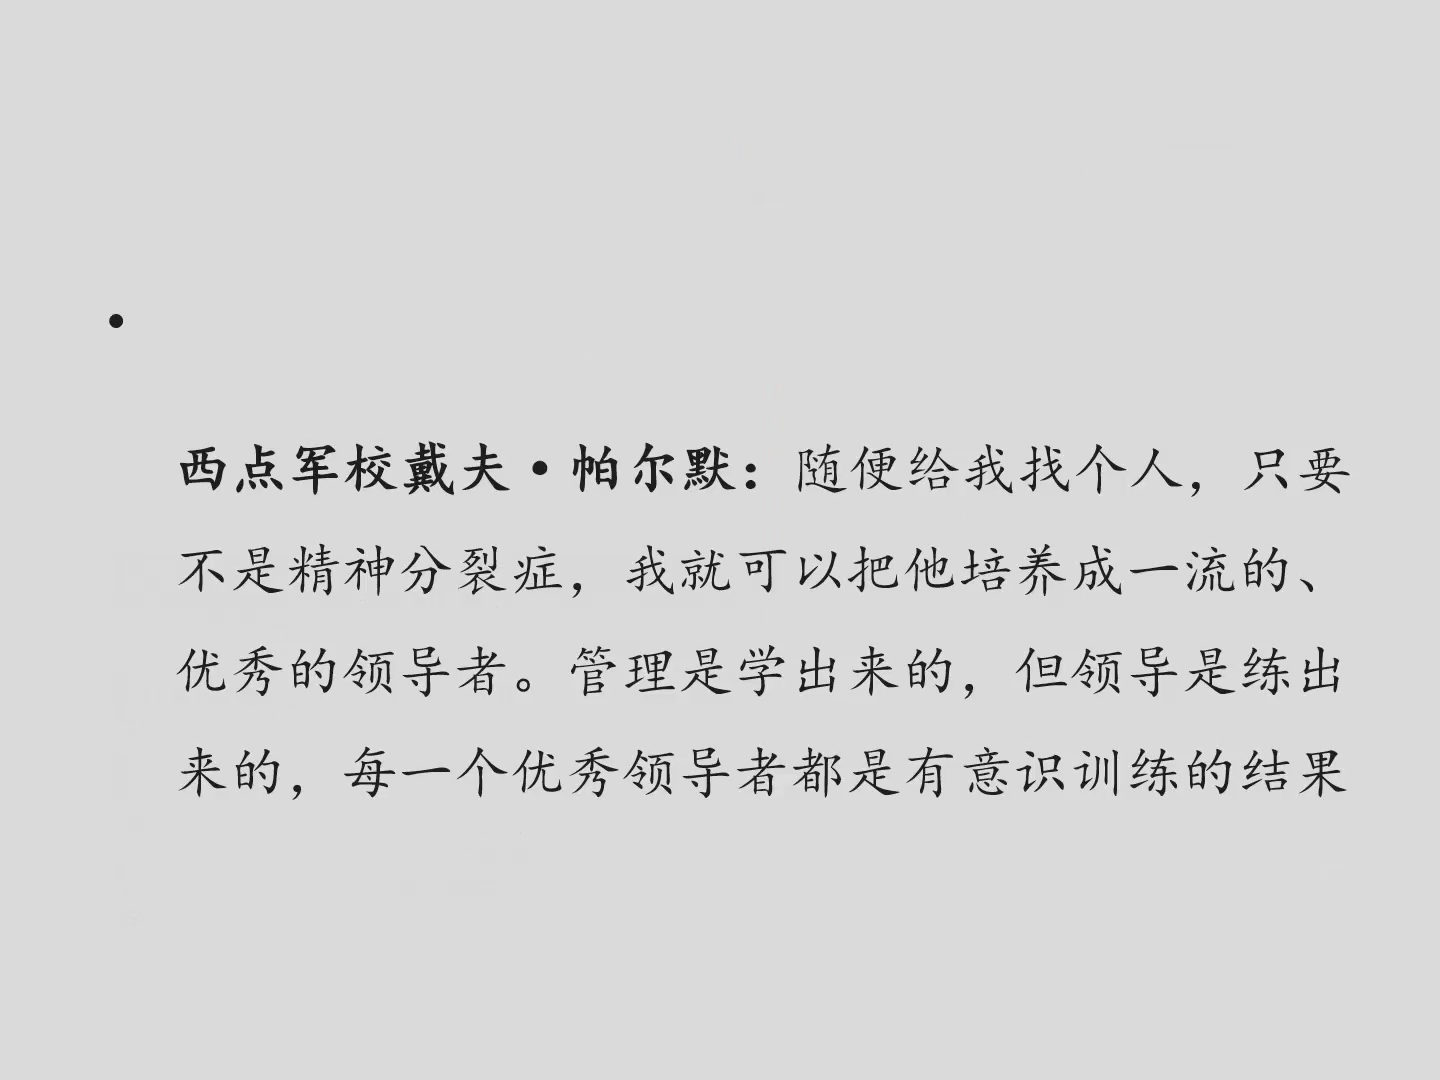 •
西点军校戴夫·帕尔默：随便给我找个人，只要
不是精神分裂症，我就可以把他培养成一流的、
优秀的领导者。管理是学出来的，但领导是练出
来的，每一个优秀领导者都是有意识训练的结果